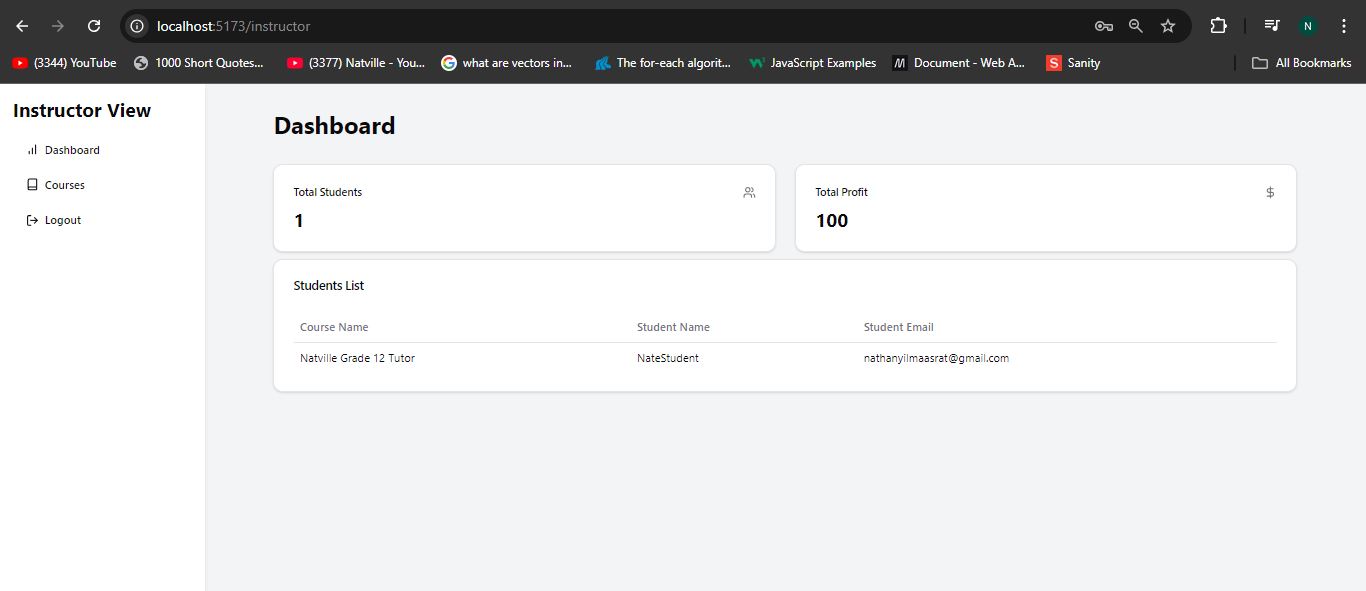 localhost:5173/instructor
N
(3344) YouTube
1000 Short Quotes...
(3377) Natville - You...
what are vectors in...
The for-each algorit...
JavaScript Examples
Document - Web A...
S
Sanity
All Bookmarks
Instructor View
Dashboard
Courses
Logout
Dashboard
Total Students
1
Total Profit
$
100
Students List
Course Name Student Name Student Email
Natville Grade 12 Tutor NateStudent nathanyilmaasrat@gmail.com